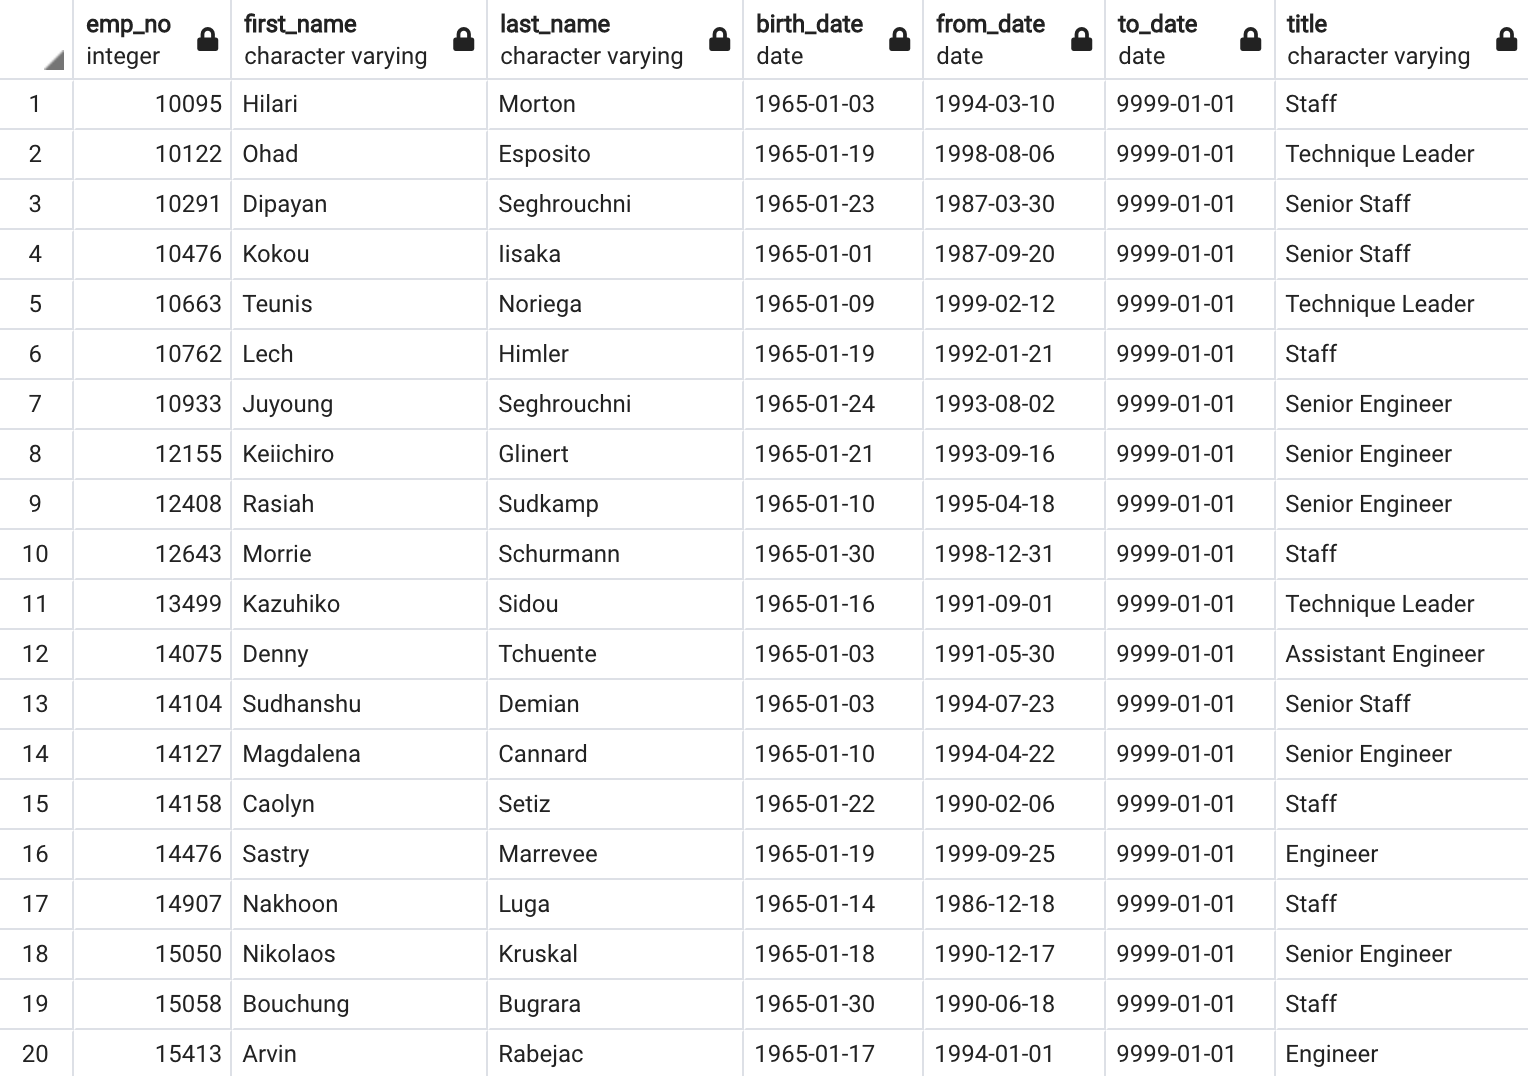 emp_no first_name last_name birth_date from_date to_date title
integer character varying character varying date date date character varying
1 10095 Hilari Morton 1965-01-03 1994-03-10 9999-01-01 Staff
2 10122 Ohad Esposito 1965-01-19 1998-08-06 9999-01-01 Technique Leader
3 10291 Dipayan Seghrouchni 1965-01-23 1987-03-30 9999-01-01 Senior Staff
4 10476 Kokou Iisaka 1965-01-01 1987-09-20 9999-01-01 Senior Staff
5 10663 Teunis Noriega 1965-01-09 1999-02-12 9999-01-01 Technique Leader
6 10762 Lech Himler 1965-01-19 1992-01-21 9999-01-01 Staff
7 10933 Juyoung Seghrouchni 1965-01-24 1993-08-02 9999-01-01 Senior Engineer
8 12155 Keiichiro Glinert 1965-01-21 1993-09-16 9999-01-01 Senior Engineer
9 12408 Rasiah Sudkamp 1965-01-10 1995-04-18 9999-01-01 Senior Engineer
10 12643 Morrie Schurmann 1965-01-30 1998-12-31 9999-01-01 Staff
11 13499 Kazuhiko Sidou 1965-01-16 1991-09-01 9999-01-01 Technique Leader
12 14075 Denny Tchuente 1965-01-03 1991-05-30 9999-01-01 Assistant Engineer
13 14104 Sudhanshu Demian 1965-01-03 1994-07-23 9999-01-01 Senior Staff
14 14127 Magdalena Cannard 1965-01-10 1994-04-22 9999-01-01 Senior Engineer
15 14158 Caolyn Setiz 1965-01-22 1990-02-06 9999-01-01 Staff
16 14476 Sastry Marrevee 1965-01-19 1999-09-25 9999-01-01 Engineer
17 14907 Nakhoon Luga 1965-01-14 1986-12-18 9999-01-01 Staff
18 15050 Nikolaos Kruskal 1965-01-18 1990-12-17 9999-01-01 Senior Engineer
19 15058 Bouchung Bugrara 1965-01-30 1990-06-18 9999-01-01 Staff
20 15413 Arvin Rabejac 1965-01-17 1994-01-01 9999-01-01 Engineer